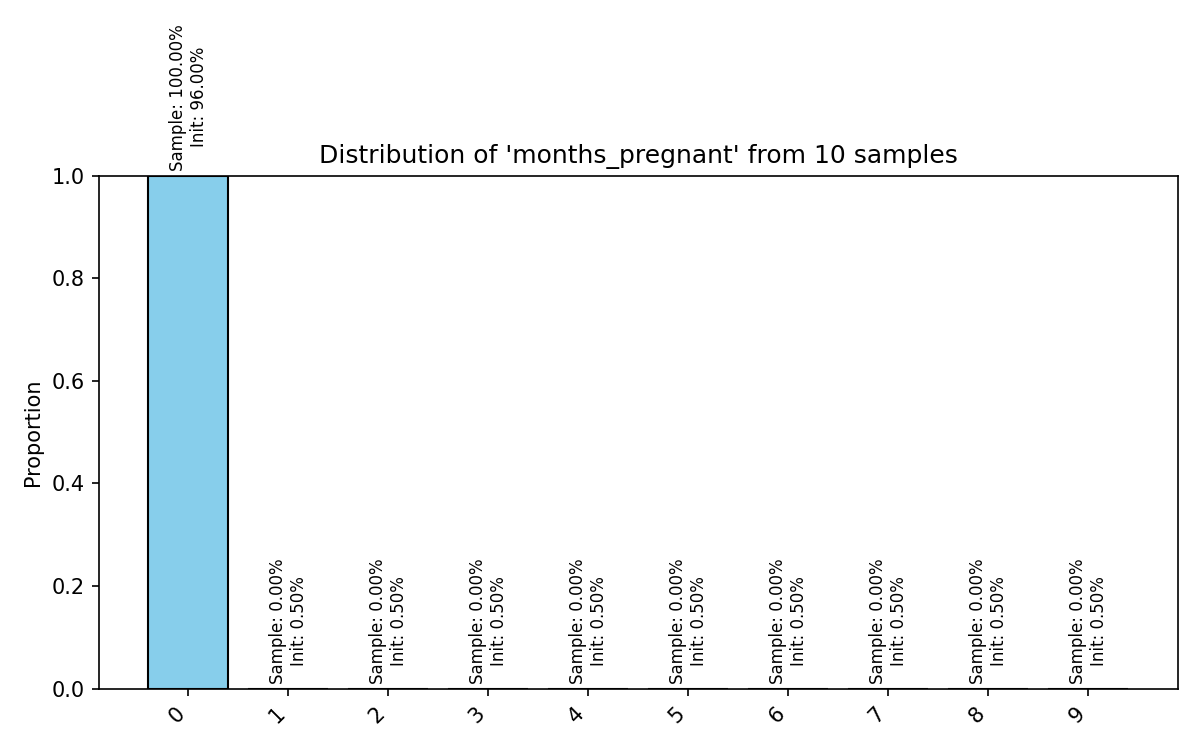 Sample: 100.00%
Init: 96.00%
Distribution of 'months_pregnant' from 10 samples
Proportion
1.0
0.8
0.6
0.4
0.2
0.0
Sample: 0.00%
Init: 0.50%
Sample: 0.00%
Init: 0.50%
Sample: 0.00%
Init: 0.50%
Sample: 0.00%
Init: 0.50%
Sample: 0.00%
Init: 0.50%
Sample: 0.00%
Init: 0.50%
Sample: 0.00%
Init: 0.50%
Sample: 0.00%
Init: 0.50%
Sample: 0.00%
Init: 0.50%
0
1
2
3
4
5
6
7
8
9